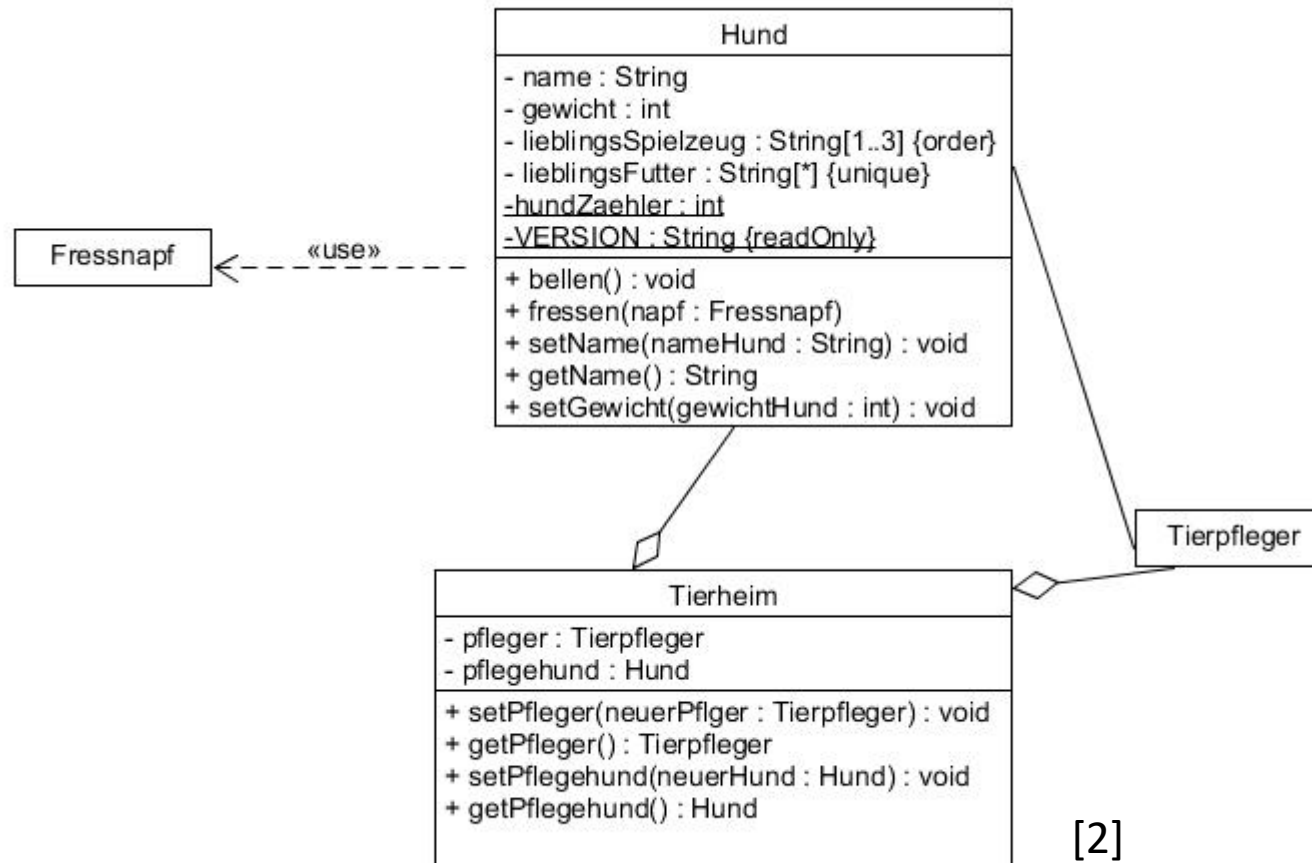 Hund
- name : String
- gewicht : int
- lieblingsSpielzeug : String[1..3] {order}
- lieblingsFutter : String[*] {unique}
-hundZaehler : int
-VERSION : String {readOnly}
+ bellen() : void
+ fressen(napf : Fressnapf)
+ setName(nameHund : String) : void
+ getName() : String
+ setGewicht(gewichtHund : int) : void
«use»
Fressnapf
Tierpfleger
Tierheim
- pfleger : Tierpfleger
- pflegehund : Hund
+ setPfleger(neuerPflger : Tierpfleger) : void
+ getPfleger() : Tierpfleger
+ setPflegehund(neuerHund : Hund) : void
+ getPflegehund() : Hund
[2]